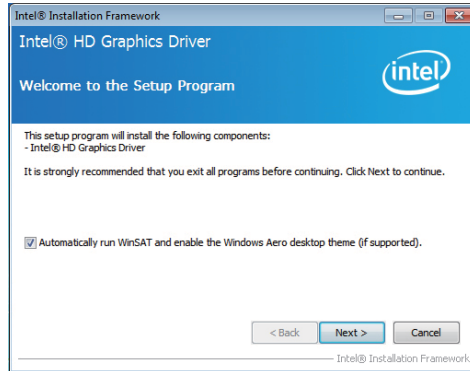 Intel® Installation Framework
Intel® HD Graphics Driver
Welcome to the Setup Program
intel
This setup program will install the following components:
- Intel® HD Graphics Driver
It is strongly recommended that you exit all programs before continuing. Click Next to continue.
Automatically run WinSAT and enable the Windows Aero desktop theme (if supported).
< Back Next > Cancel
Intel® Installation Framework